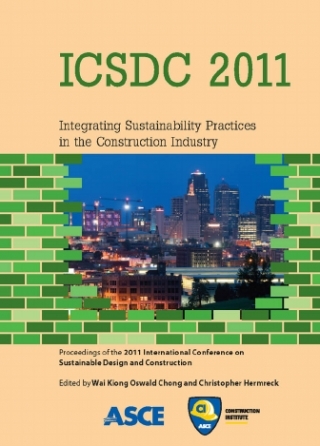 ICSDC 2011
Integrating Sustainability Practices
in the Construction Industry
Proceedings of the 2011 International Conference on
Sustainable Design and Construction
Edited by Wai Kiong Oswald Chong and Christopher Hermreck
ASCE
CONSTRUCTION
INSTITUTE
ASCE